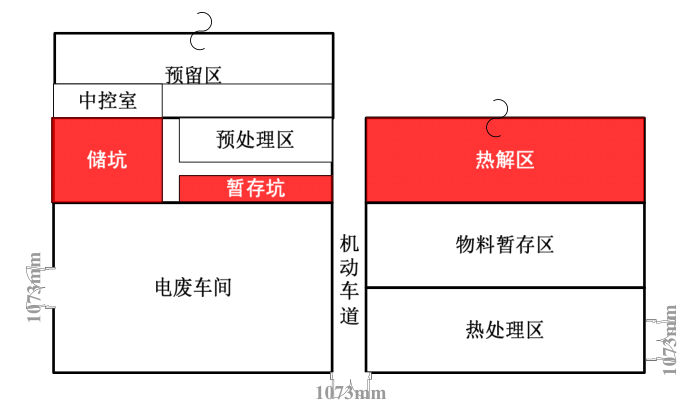 预留区
中控室
预处理区
储坑
暂存坑
热解区
机动车道
物料暂存区
电废车间
热处理区
1073mm
1073mm
1073mm